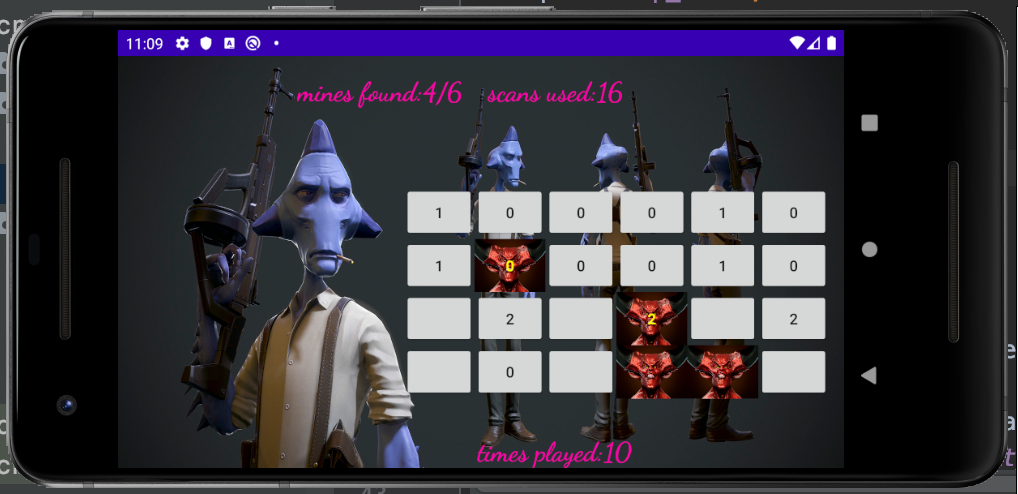 11:09 A
mines found:4/6 scans used:16
1 0 0 0 1 0
1 0 0 0 1 0
2 2 2
0
times played:10